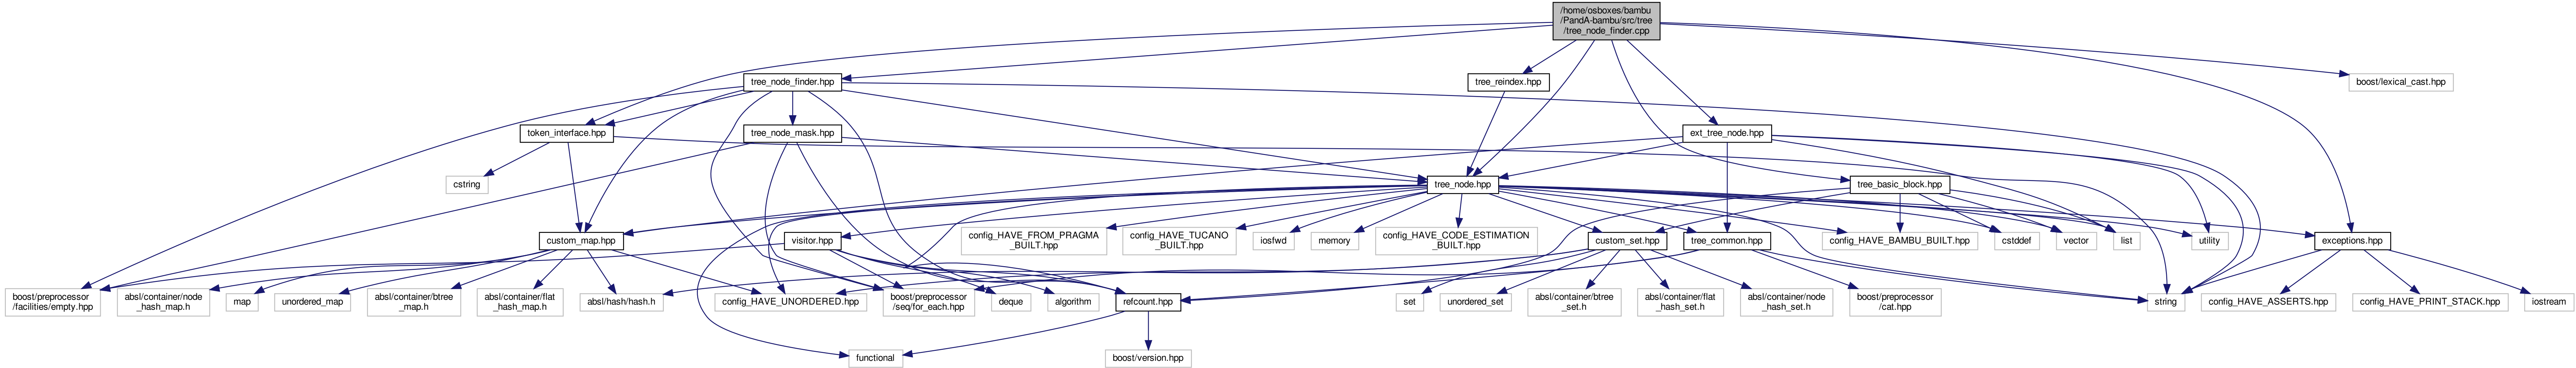 /home/osboxes/bambu
/PandA-bambu/src/tree
/tree_node_finder.cpp
tree_node_finder.hpp
tree_reindex.hpp
boost/lexical_cast.hpp
token_interface.hpp
tree_node_mask.hpp
ext_tree_node.hpp
cstring
tree_node.hpp
tree_basic_block.hpp
custom_map.hpp
visitor.hpp
config_HAVE_FROM_PRAGMA
_BUILT.hpp
config_HAVE_TUCANO
_BUILT.hpp
iosfwd
memory
config_HAVE_CODE_ESTIMATION
_BUILT.hpp
custom_set.hpp
tree_common.hpp
config_HAVE_BAMBU_BUILT.hpp
cstddef
vector
list
utility
exceptions.hpp
boost/preprocessor
/facilities/empty.hpp
absl/container/node
_hash_map.h
map
unordered_map
absl/container/btree
_map.h
absl/container/flat
_hash_map.h
absl/hash/hash.h
config_HAVE_UNORDERED.hpp
boost/preprocessor
/seq/for_each.hpp
deque
algorithm
refcount.hpp
set
unordered_set
absl/container/btree
_set.h
absl/container/flat
_hash_set.h
absl/container/node
_hash_set.h
boost/preprocessor
/cat.hpp
string
config_HAVE_ASSERTS.hpp
config_HAVE_PRINT_STACK.hpp
iostream
functional
boost/version.hpp